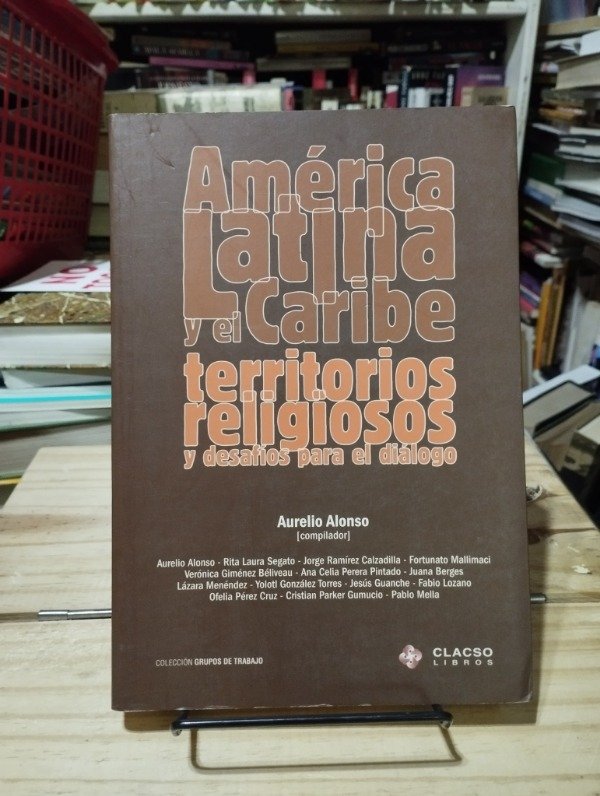 América
Latina
y el Caribe
territorios
religiosos
y desafíos para el diálogo
Aurelio Alonso
[compilador]
Aurelio Alonso - Rita Laura Segato - Jorge Ramírez Calzadilla - Fortunato Mallimaci
Verónica Giménez Béliveau - Ana Celia Perera Pintado - Juana Berges
Lázara Menéndez - Yolotl González Torres - Jesús Guanche - Fabio Lozano
Ofelia Pérez Cruz - Cristian Parker Gumucio - Pablo Mella
COLECCIÓN GRUPOS DE TRABAJO
CLACSO
LIBROS